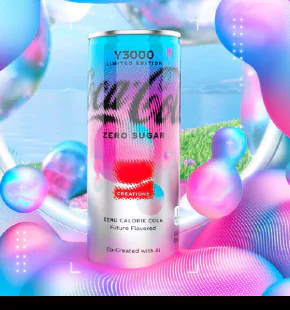 Y3000
LIMITED EDITION
Coca-Cola
ZERO SUGAR
CREATIONS
ZERO CALORIE COLA
Future Flavored
Co-Created with AI